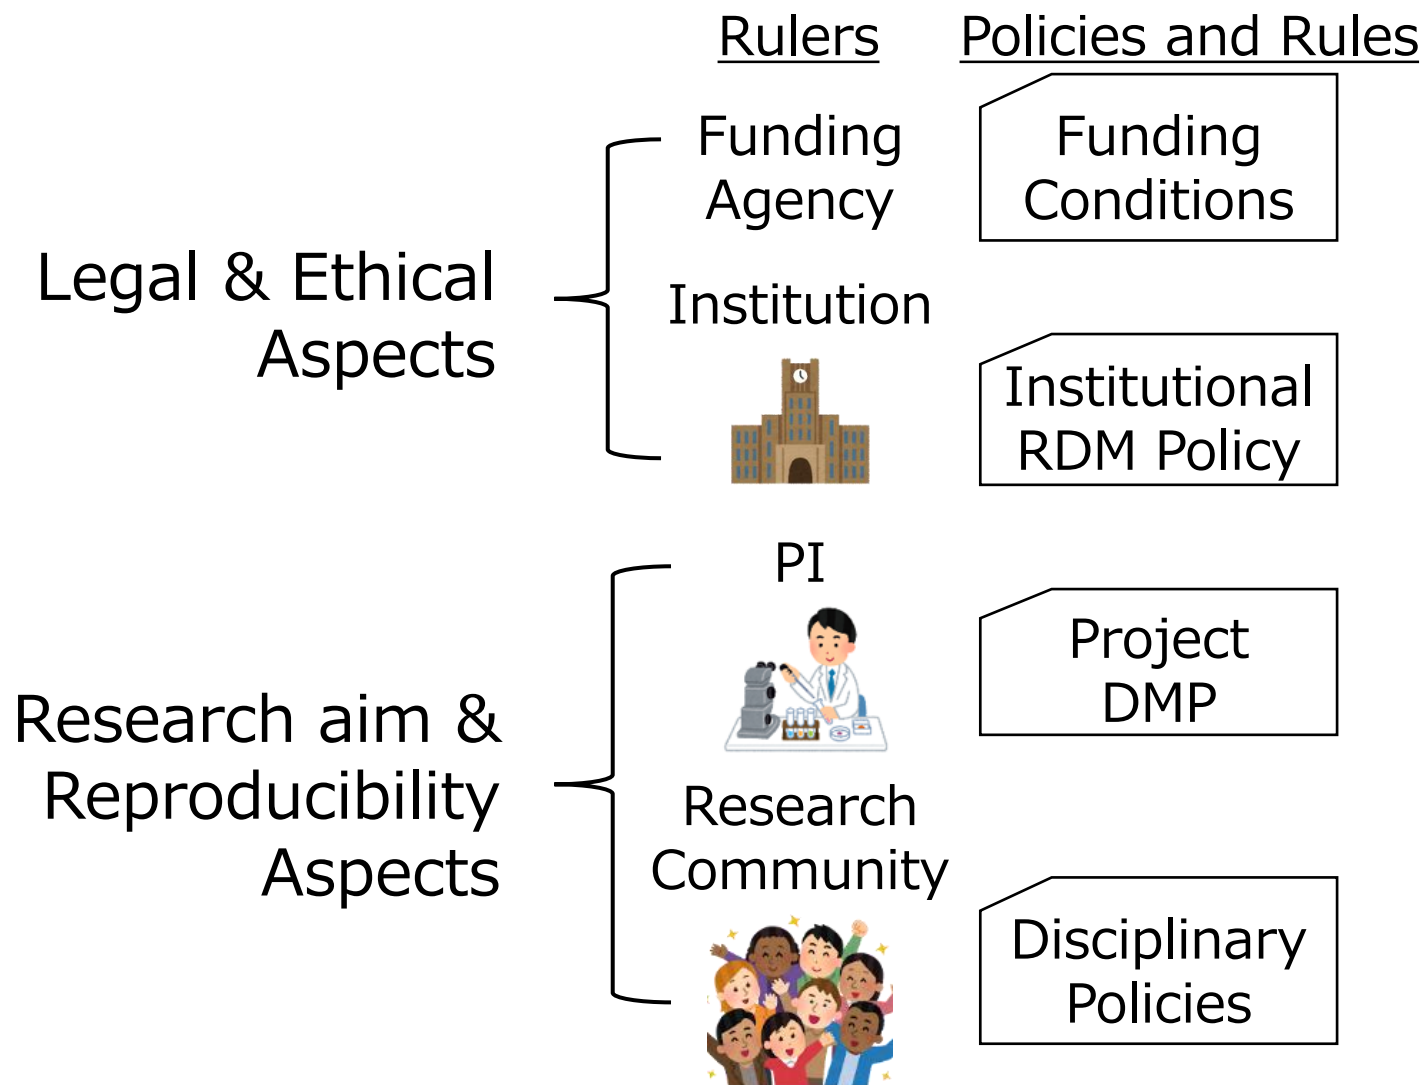 Rulers
Policies and Rules
Legal & Ethical
Aspects
Funding
Agency
Funding
Conditions
Institution
Institutional
RDM Policy
Research aim &
Reproducibility
Aspects
PI
Project
DMP
Research
Community
Disciplinary
Policies